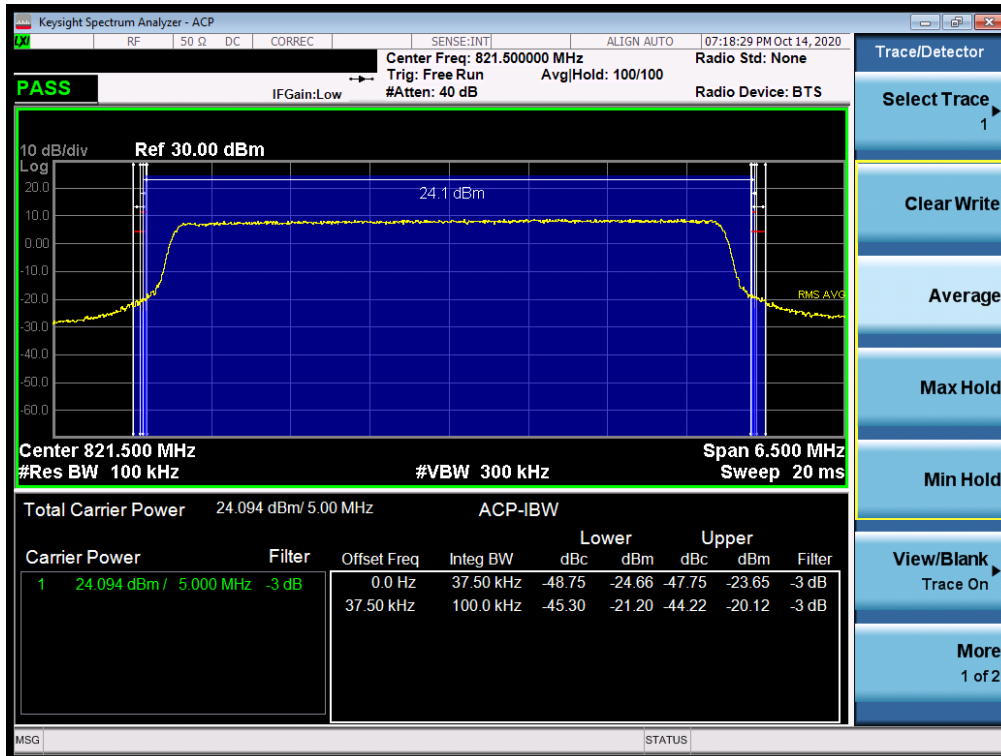 Keysight Spectrum Analyzer - ACP
LXI RF 50 Ω DC CORREC SENSE:INT ALIGN AUTO 07:18:29 PM Oct 14, 2020
Center Freq: 821.500000 MHz Radio Std: None
Trig: Free Run Avg|Hold: 100/100
PASS IFGain:Low #Atten: 40 dB Radio Device: BTS
10 dB/div Ref 30.00 dBm
Log
20.0
24.1 dBm
10.0
0.00
-10.0
-20.0
RMS AVG
-30.0
-40.0
-50.0
-60.0
Center 821.500 MHz Span 6.500 MHz
#Res BW 100 kHz #VBW 300 kHz Sweep 20 ms
Total Carrier Power 24.094 dBm/ 5.00 MHz ACP-IBW
Lower Upper
Carrier Power Filter Offset Freq Integ BW dBc dBm dBc dBm Filter
1 24.094 dBm / 5.000 MHz -3 dB 0.0 Hz 37.50 kHz -48.75 -24.66 -47.75 -23.65 -3 dB
37.50 kHz 100.0 kHz -45.30 -21.20 -44.22 -20.12 -3 dB
MSG STATUS
Trace/Detector
Select Trace
1
Clear Write
Average
Max Hold
Min Hold
View/Blank
Trace On
More
1 of 2